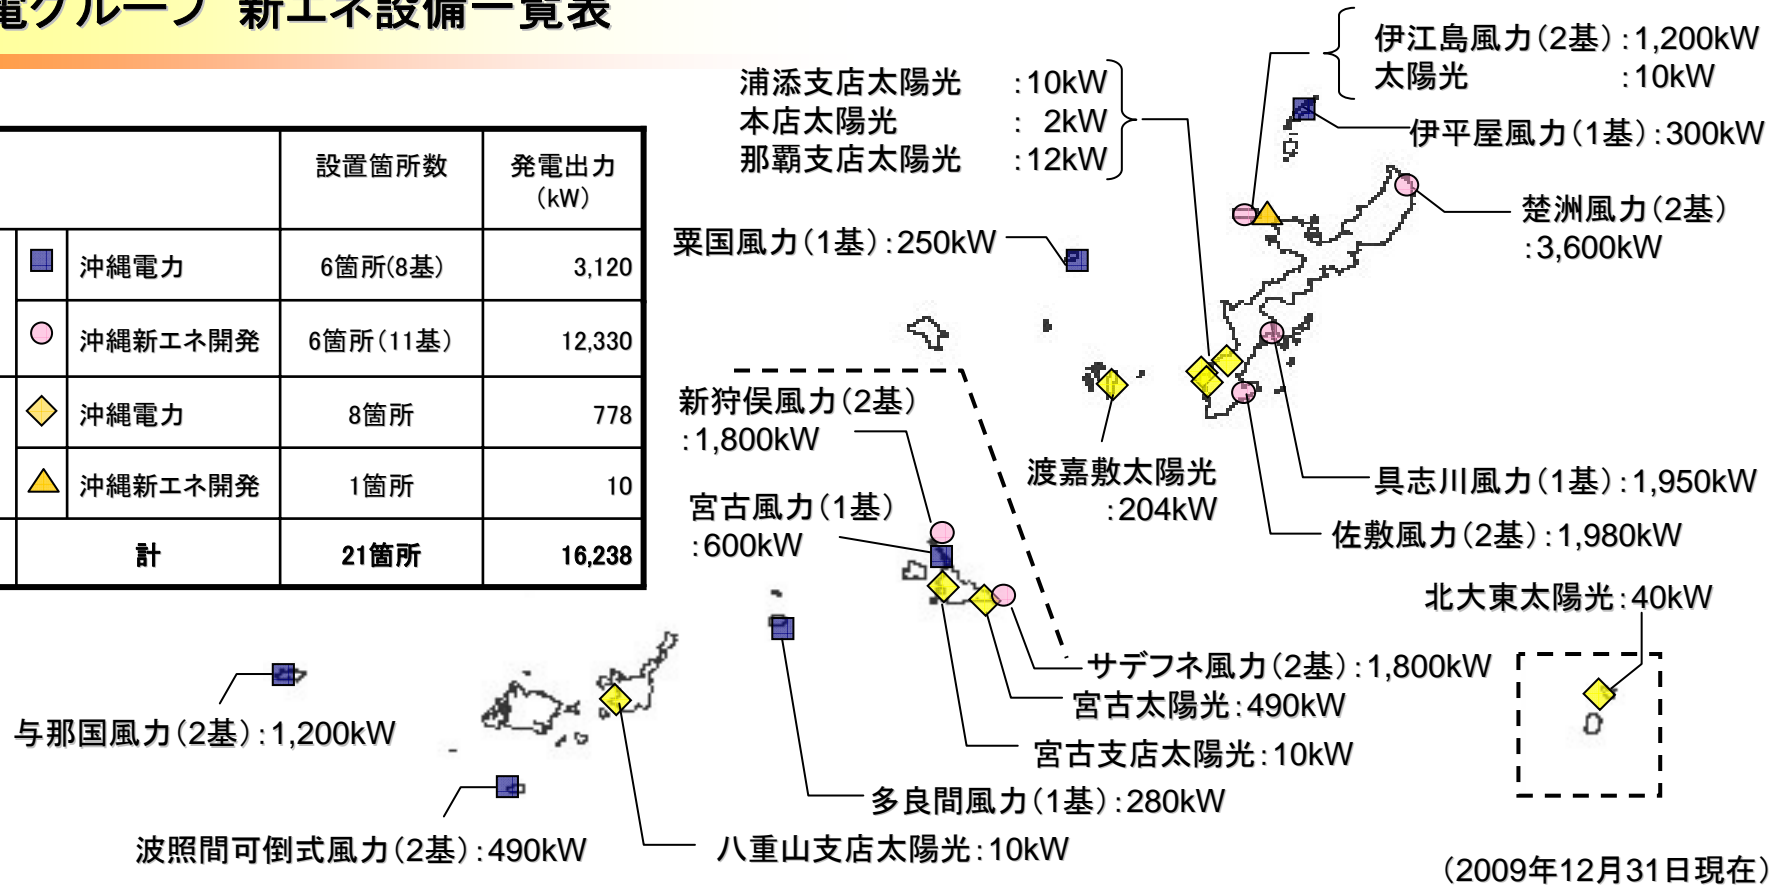 電グループ 新エネ設備一覧表
設置箇所数 発電出力
(kW)
沖縄電力 6箇所(8基) 3,120
沖縄新エネ開発 6箇所(11基) 12,330
沖縄電力 8箇所 778
沖縄新エネ開発 1箇所 10
計 21箇所 16,238
浦添支店太陽光 :10kW
本店太陽光 : 2kW
那覇支店太陽光 :12kW
伊江島風力(2基):1,200kW
太陽光 :10kW
伊平屋風力(1基):300kW
楚洲風力(2基)
:3,600kW
粟国風力(1基):250kW
新狩俣風力(2基)
:1,800kW
宮古風力(1基)
:600kW
渡嘉敷太陽光
:204kW
具志川風力(1基):1,950kW
佐敷風力(2基):1,980kW
北大東太陽光:40kW
サデフネ風力(2基):1,800kW
宮古太陽光:490kW
宮古支店太陽光:10kW
多良間風力(1基):280kW
八重山支店太陽光:10kW
与那国風力(2基):1,200kW
波照間可倒式風力(2基):490kW
(2009年12月31日現在)